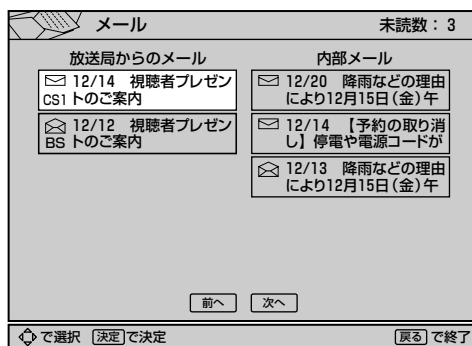 メール
未読数：3
放送局からのメール
12/14 視聴者プレゼン
CS1 トのご案内
12/12 視聴者プレゼン
BS トのご案内
内部メール
12/20 降雨などの理由
により12月15日(金)午
12/14 【予約の取り消
し】停電や電源コードが
12/13 降雨などの理由
により12月15日(金)午
前へ 次へ
で選択 決定 で決定
戻る で終了